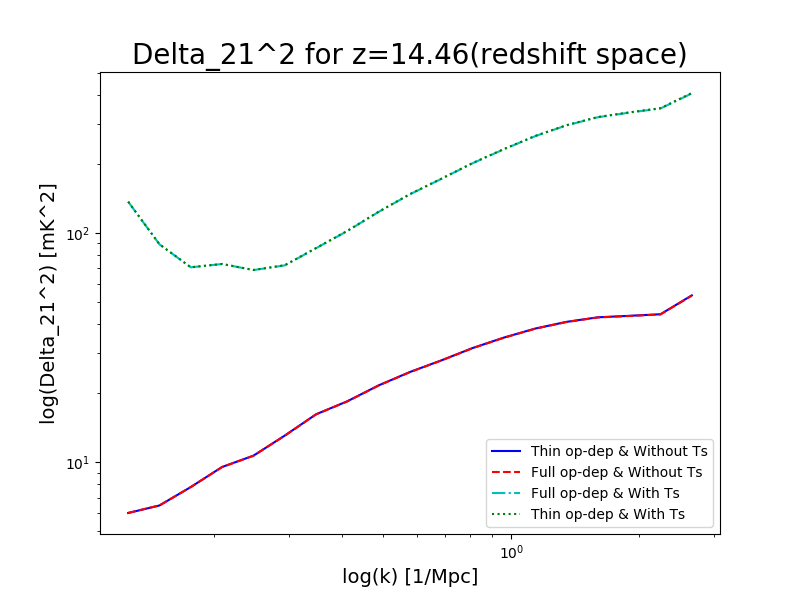 Delta_21^2 for z=14.46(redshift space)
log(Delta_21^2) [mK^2]
10^2
10^1
Thin op-dep & Without Ts
Full op-dep & Without Ts
Full op-dep & With Ts
Thin op-dep & With Ts
10^0
log(k) [1/Mpc]